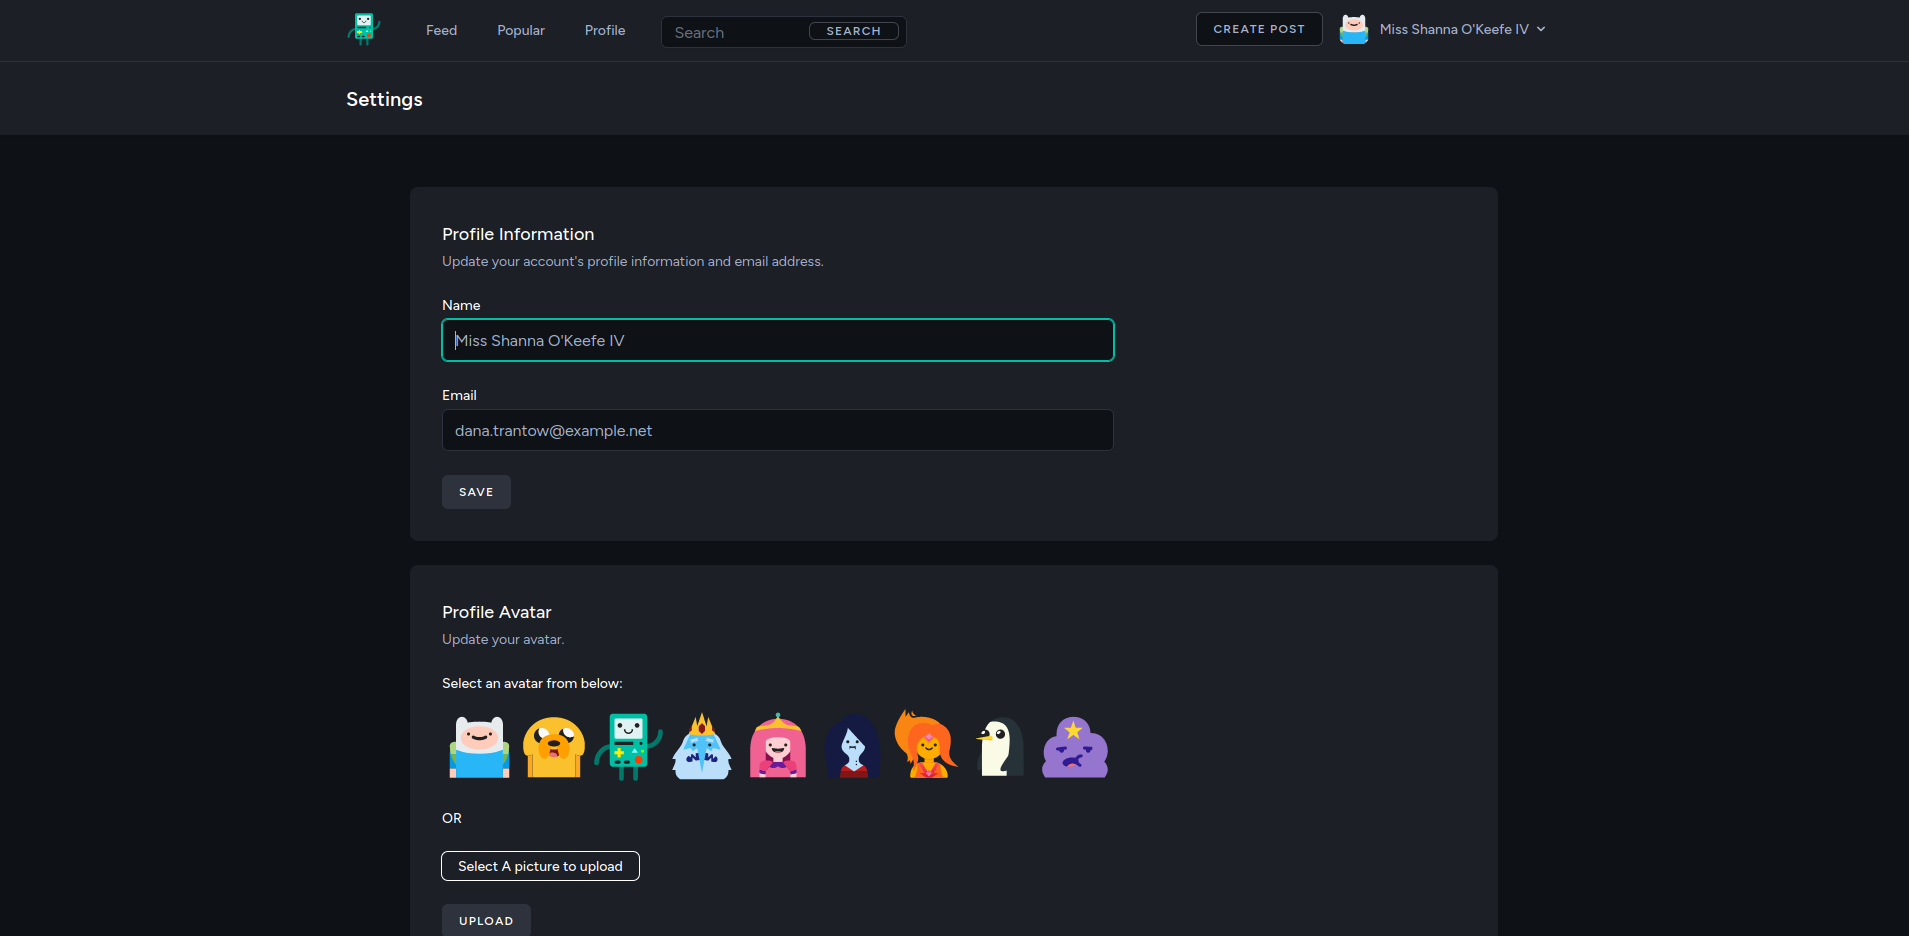 Feed
Popular
Profile
Search
SEARCH
CREATE POST
Miss Shanna O'Keefe IV
Settings
Profile Information
Update your account's profile information and email address.
Name
Miss Shanna O'Keefe IV
Email
dana.trantow@example.net
SAVE
Profile Avatar
Update your avatar.
Select an avatar from below:
OR
Select A picture to upload
UPLOAD